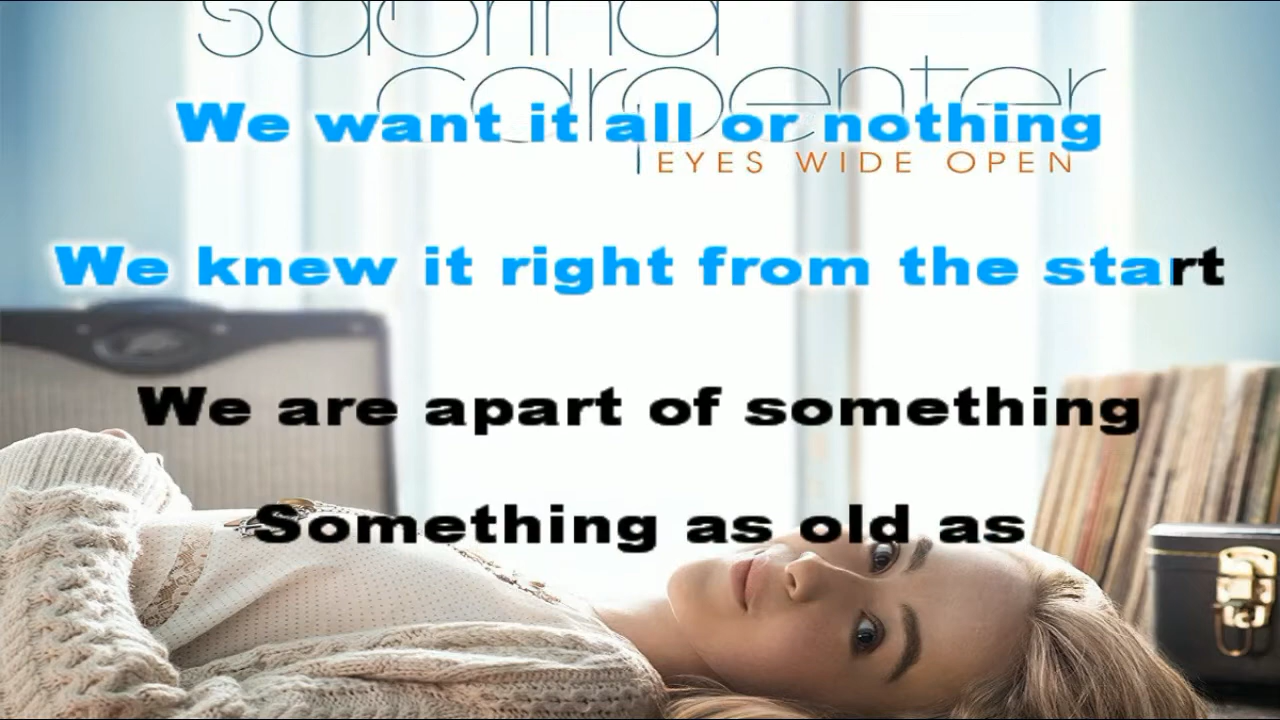 sabrina
carpenter
We want it all or nothing
EYES WIDE OPEN
We knew it right from the start
We are apart of something
Something as old as